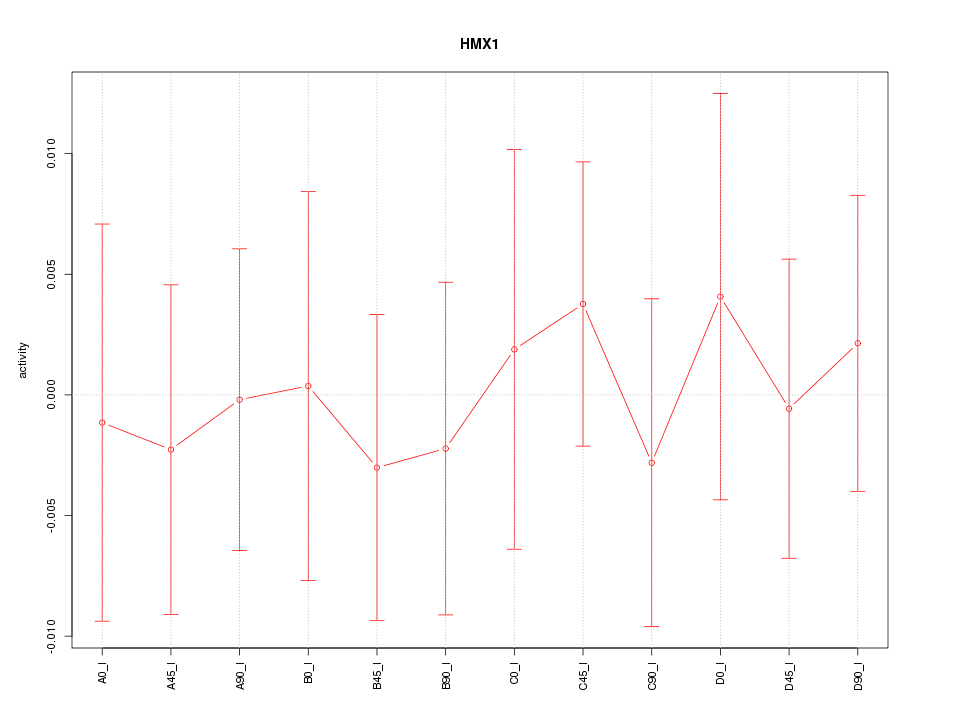 HMX1
activity
0.010
0.005
0.000
-0.005
-0.010
A0_I
A45_I
A90_I
B0_I
B45_I
B90_I
C0_I
C45_I
C90_I
D0_I
D45_I
D90_I